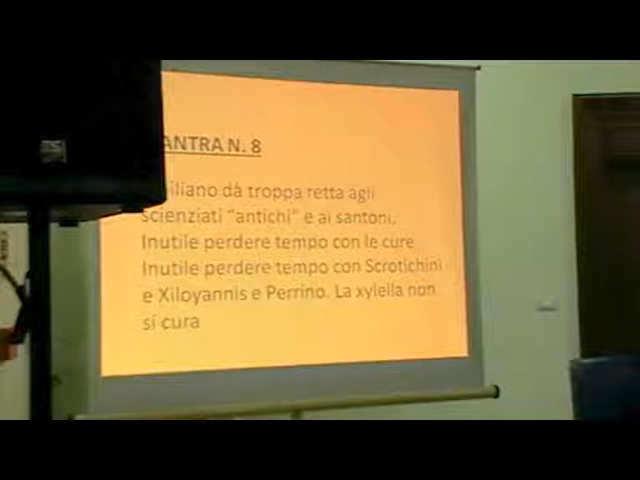 ANTRA N. 8
iliano dà troppa retta agli
scienziati "antichi" e ai santoni.
Inutile perdere tempo con le cure
Inutile perdere tempo con Scrotichini
e Xiloyannis e Perrino. La xylella non
si cura